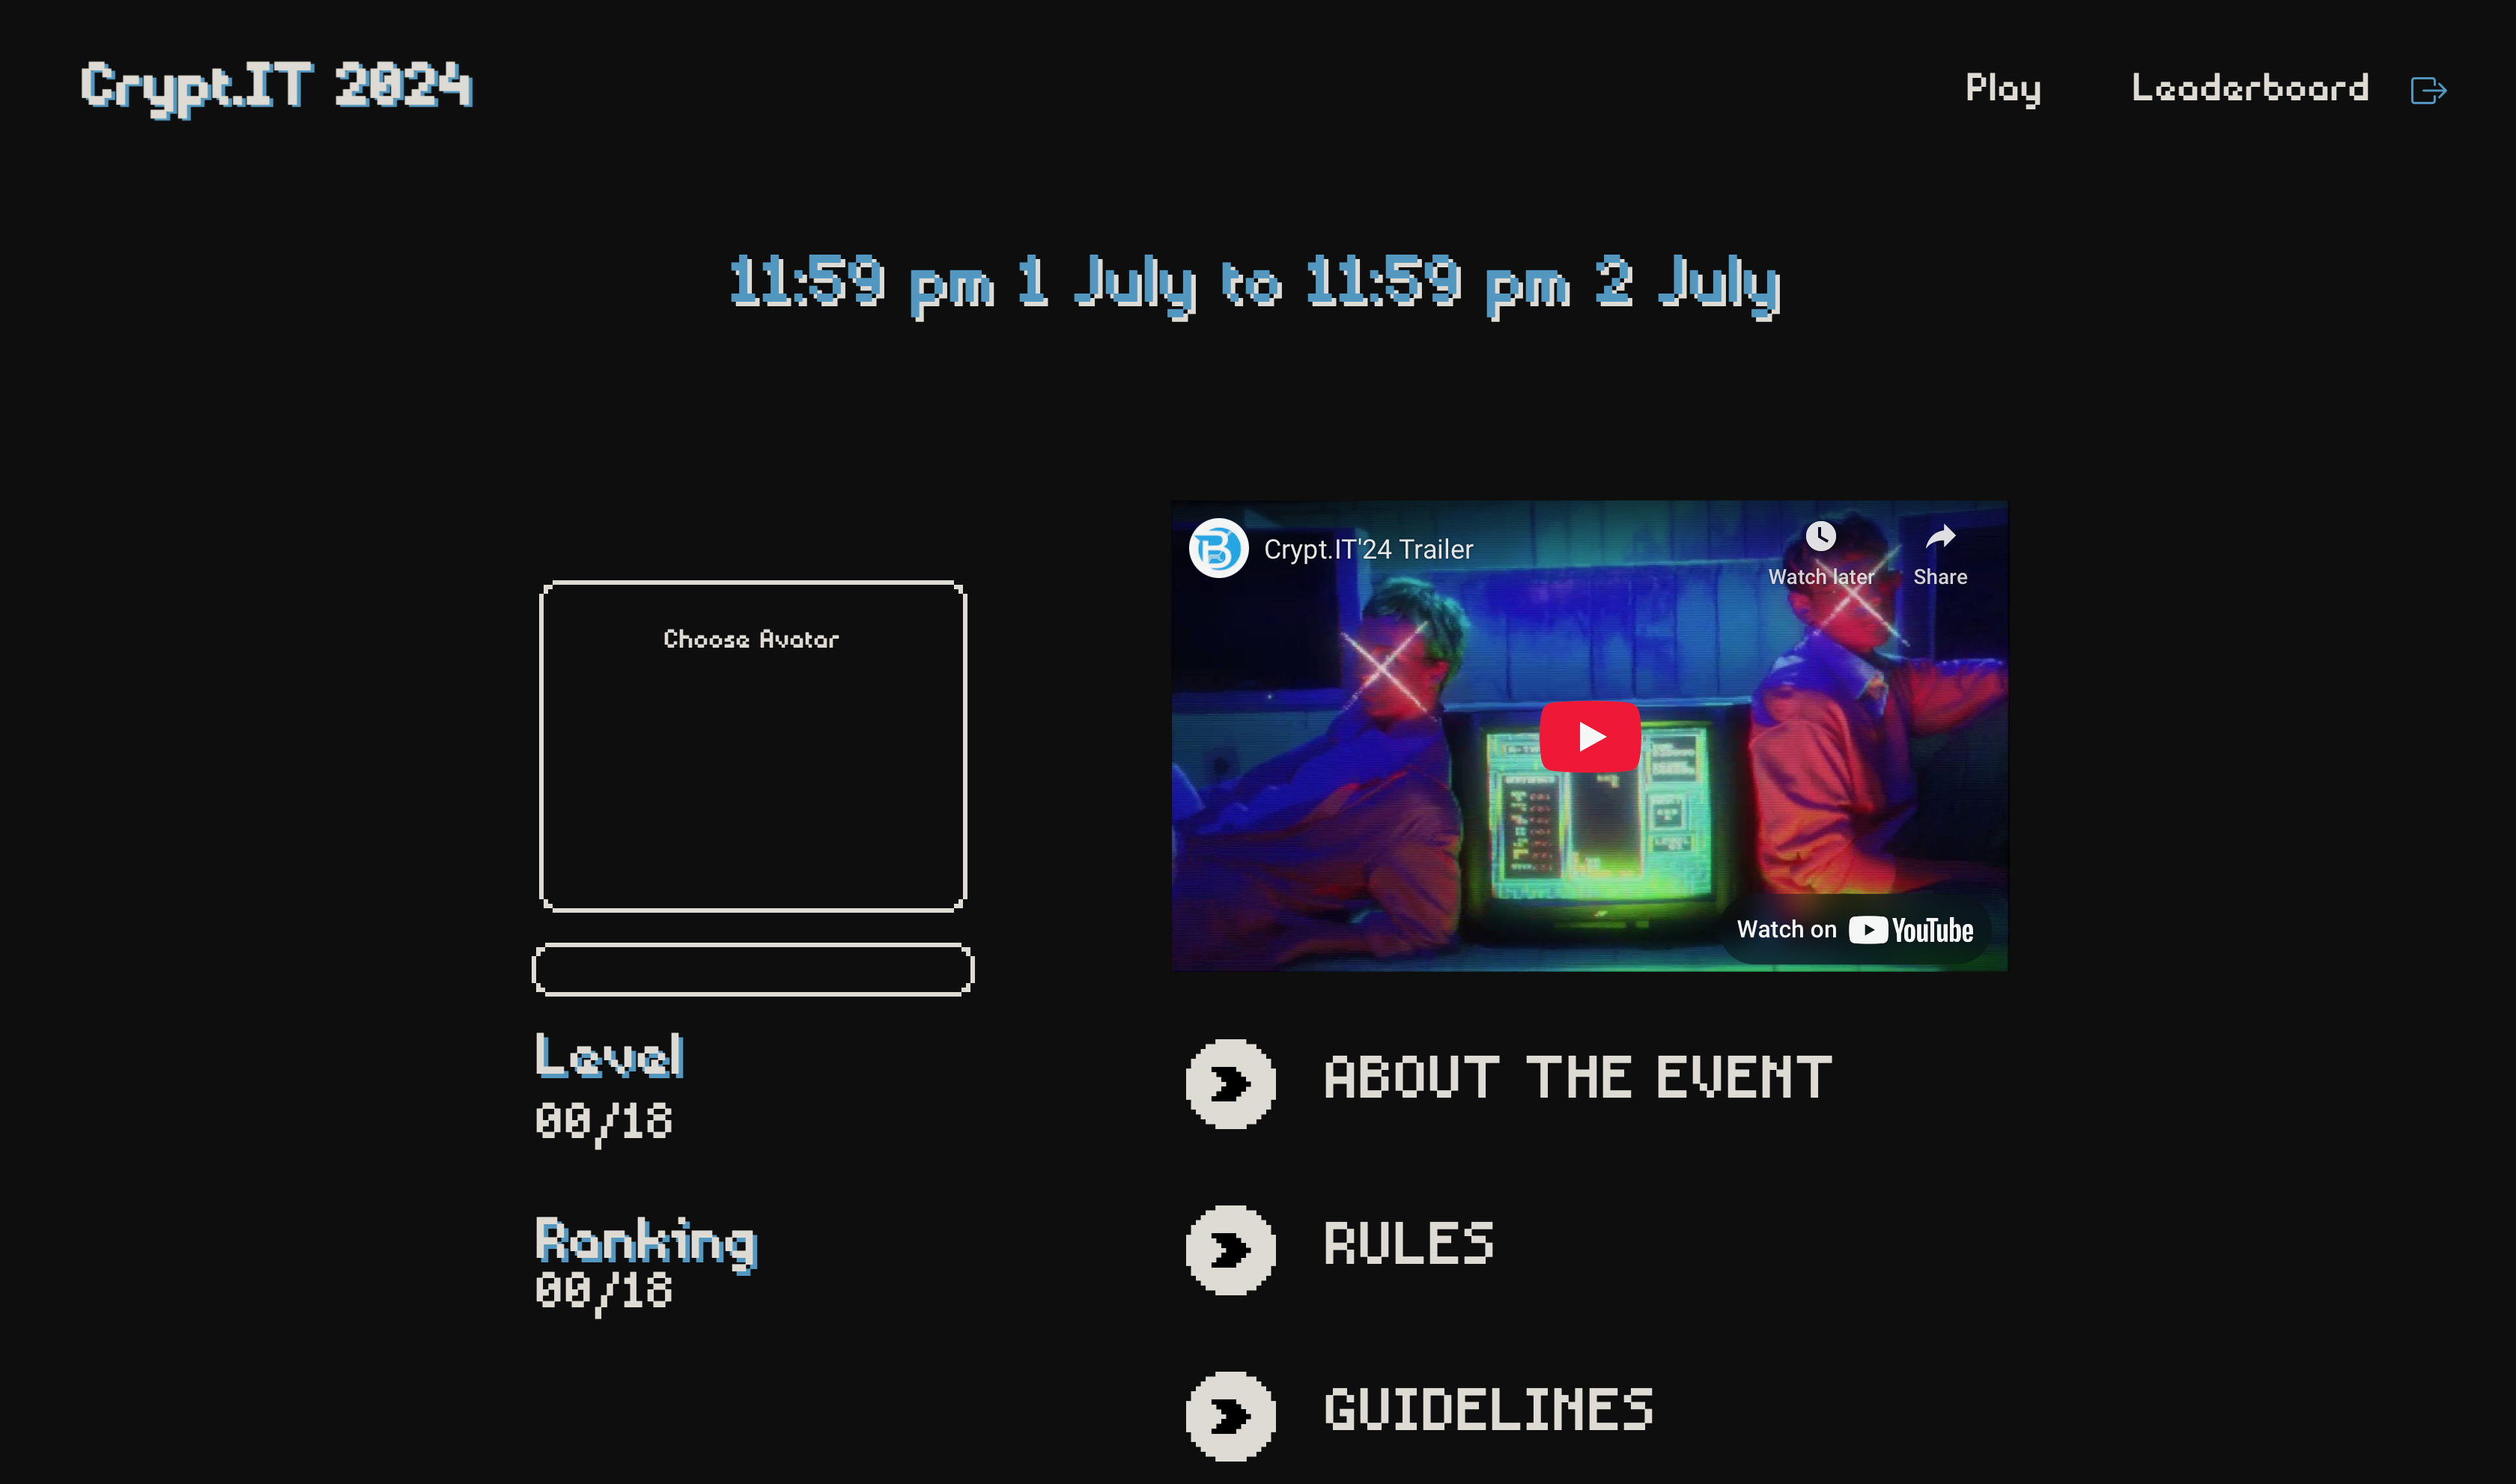 Crypt.IT 2024
Play
Leaderboard
11:59 pm 1 July to 11:59 pm 2 July
Choose Avatar
Crypt.IT'24 Trailer
Watch later
Share
Watch on YouTube
Level
00/18
Ranking
00/18
ABOUT THE EVENT
RULES
GUIDELINES